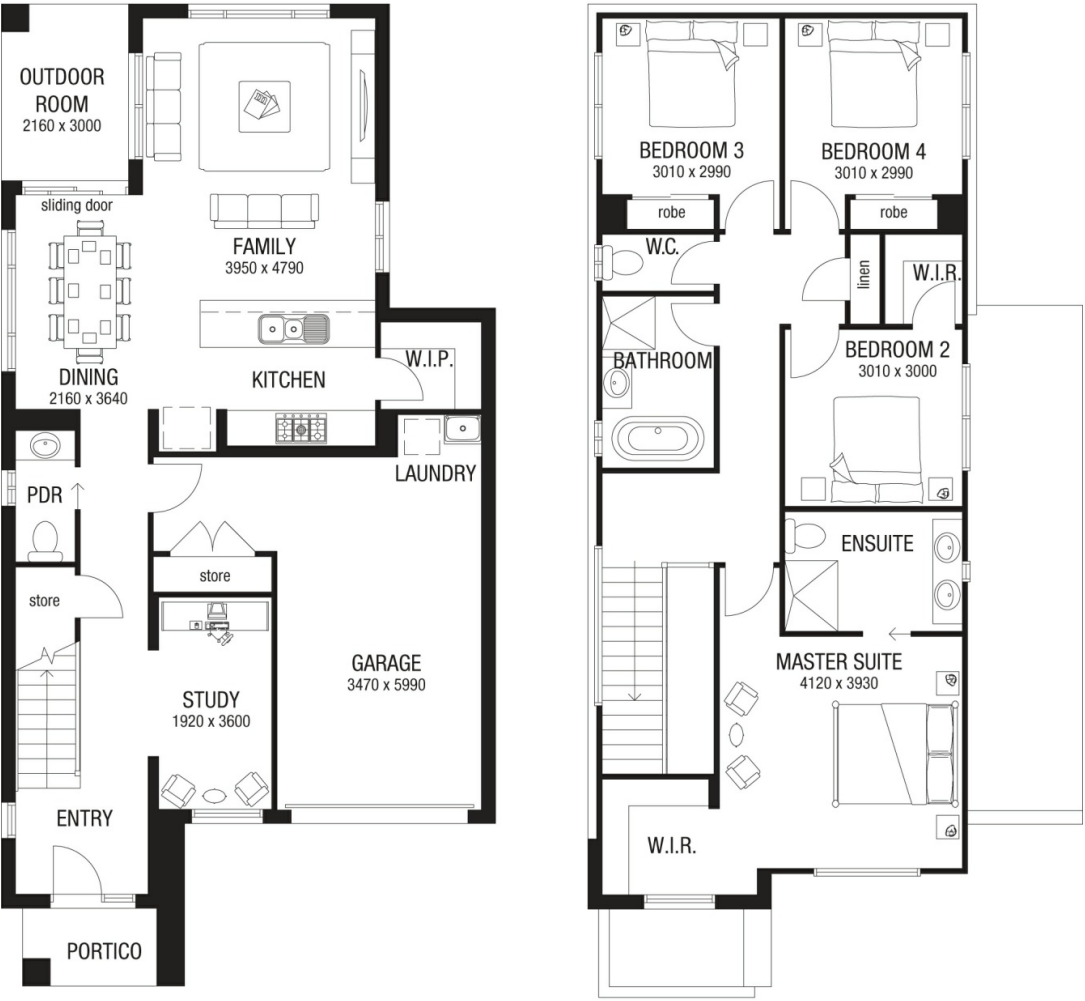 OUTDOOR
ROOM
2160 x 3000
sliding door
FAMILY
3950 x 4790
DINING
2160 x 3640
KITCHEN
W.I.P.
LAUNDRY
PDR
store
store
GARAGE
3470 x 5990
STUDY
1920 x 3600
ENTRY
PORTICO
BEDROOM 3
3010 x 2990
BEDROOM 4
3010 x 2990
robe
robe
W.C.
linen
W.I.R.
BATHROOM
BEDROOM 2
3010 x 3000
ENSUITE
MASTER SUITE
4120 x 3930
W.I.R.